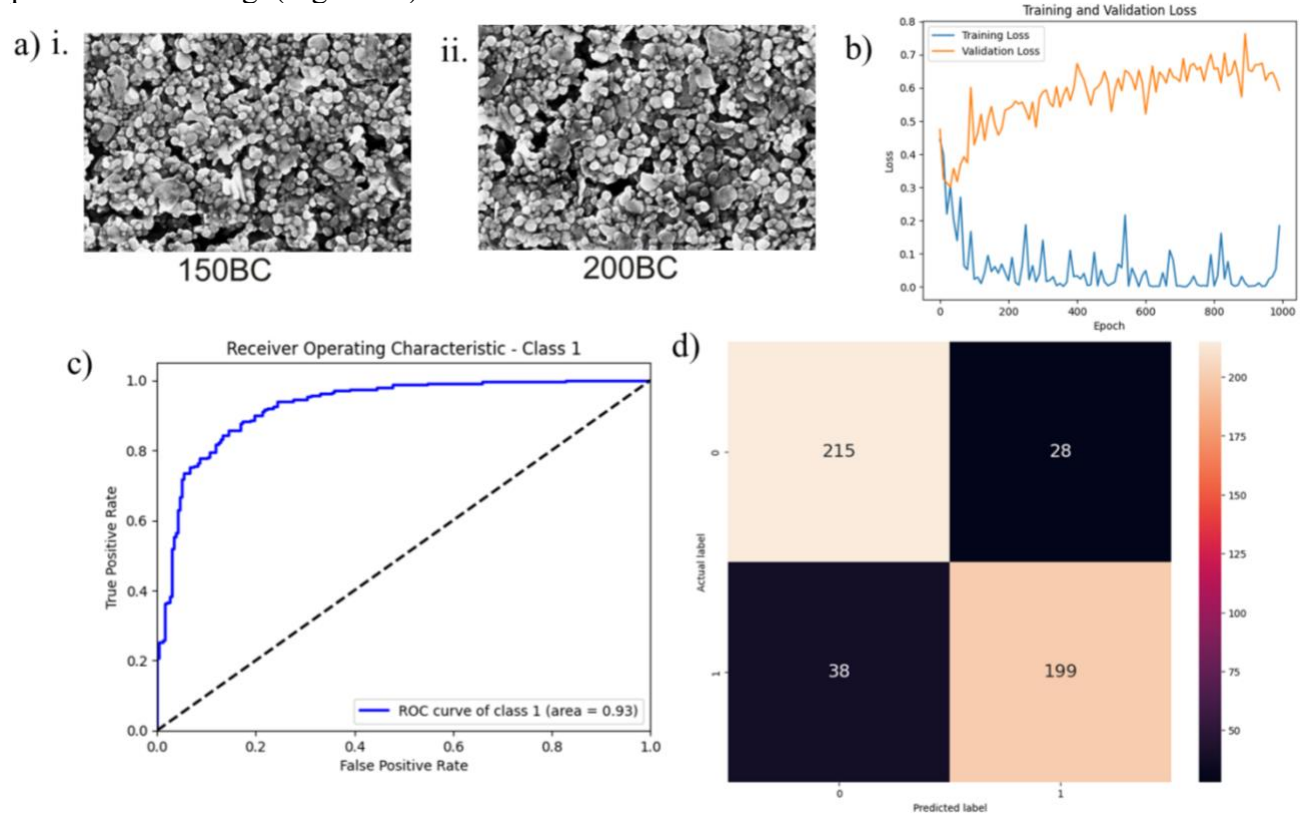 a) i.
150BC
ii.
200BC
b)
Training and Validation Loss
Training Loss
Validation Loss
0.8
0.7
0.6
0.5
0.4
0.3
0.2
0.1
0.0
Loss
0 200 400 600 800 1000
Epoch
c)
Receiver Operating Characteristic - Class 1
1.0
0.8
0.6
0.4
0.2
0.0
True Positive Rate
ROC curve of class 1 (area = 0.93)
0.0 0.2 0.4 0.6 0.8 1.0
False Positive Rate
d)
215 28
38 199
0
1
Actual label
0 1
Predicted label
200
175
150
125
100
75
50